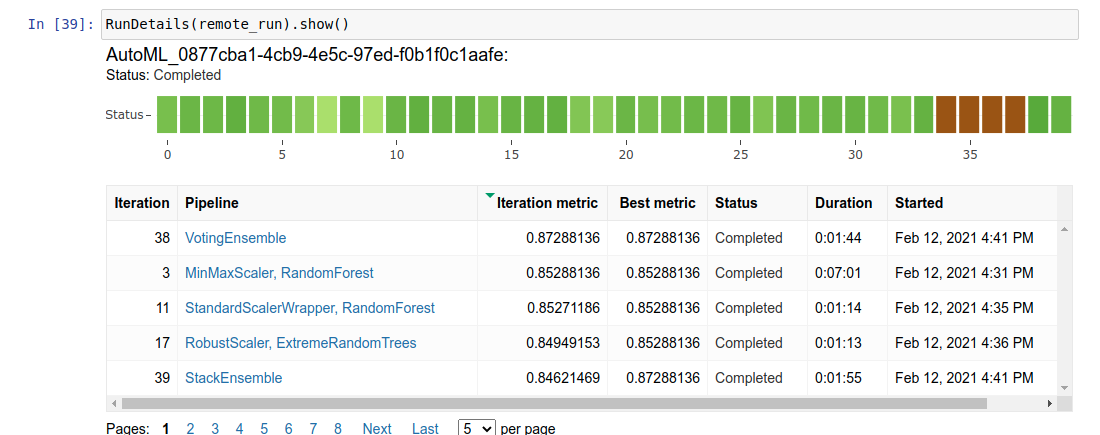 In [39]: RunDetails(remote_run).show()
AutoML_0877cba1-4cb9-4e5c-97ed-f0b1f0c1aafe:
Status: Completed
Status
0 5 10 15 20 25 30 35
Iteration Pipeline Iteration metric Best metric Status Duration Started
38 VotingEnsemble 0.87288136 0.87288136 Completed 0:01:44 Feb 12, 2021 4:41 PM
3 MinMaxScaler, RandomForest 0.85288136 0.85288136 Completed 0:07:01 Feb 12, 2021 4:31 PM
11 StandardScalerWrapper, RandomForest 0.85271186 0.85288136 Completed 0:01:14 Feb 12, 2021 4:35 PM
17 RobustScaler, ExtremeRandomTrees 0.84949153 0.85288136 Completed 0:01:13 Feb 12, 2021 4:36 PM
39 StackEnsemble 0.84621469 0.87288136 Completed 0:01:55 Feb 12, 2021 4:41 PM
Pages: 1 2 3 4 5 6 7 8 Next Last 5 per page